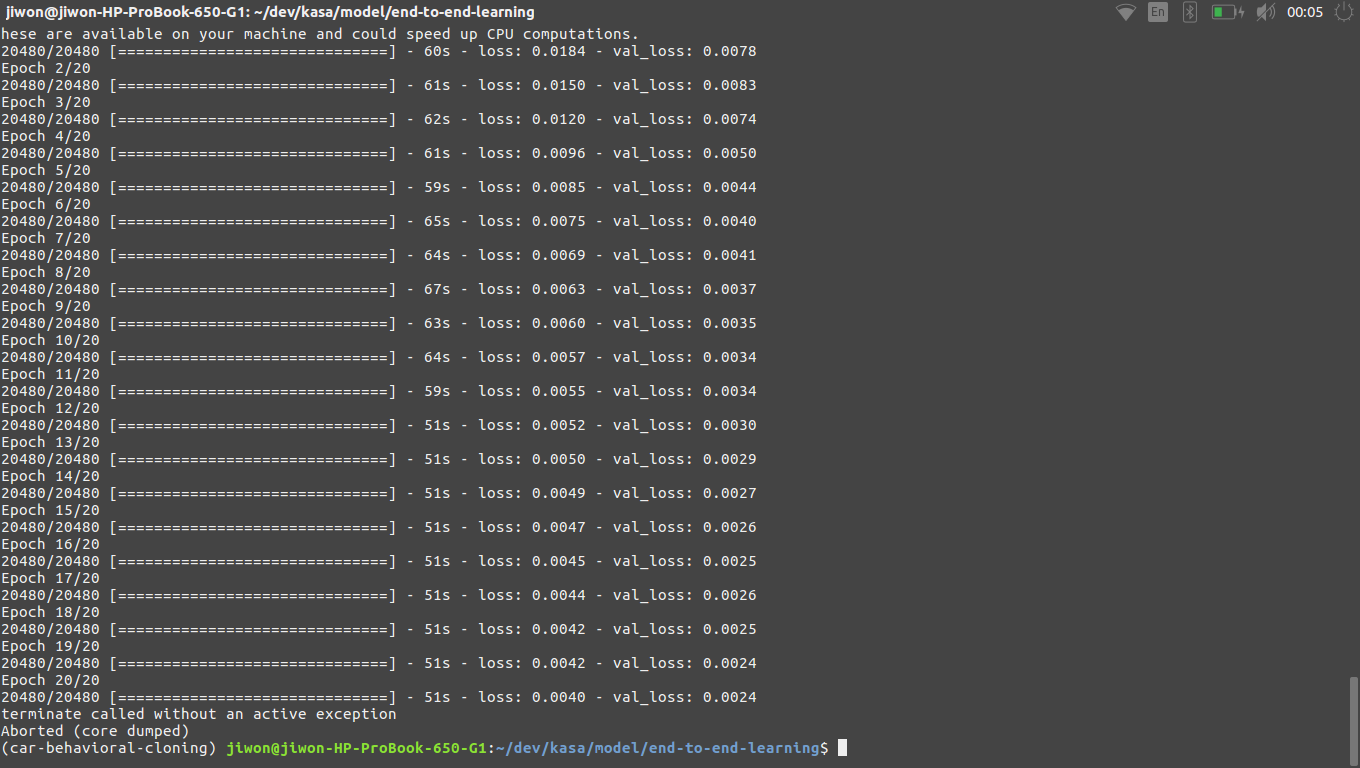 jiwon@jiwon-HP-ProBook-650-G1: ~/dev/kasa/model/end-to-end-learning
En
00:05
hese are available on your machine and could speed up CPU computations.
20480/20480 [==============================] - 60s - loss: 0.0184 - val_loss: 0.0078
Epoch 2/20
20480/20480 [==============================] - 61s - loss: 0.0150 - val_loss: 0.0083
Epoch 3/20
20480/20480 [==============================] - 62s - loss: 0.0120 - val_loss: 0.0074
Epoch 4/20
20480/20480 [==============================] - 61s - loss: 0.0096 - val_loss: 0.0050
Epoch 5/20
20480/20480 [==============================] - 59s - loss: 0.0085 - val_loss: 0.0044
Epoch 6/20
20480/20480 [==============================] - 65s - loss: 0.0075 - val_loss: 0.0040
Epoch 7/20
20480/20480 [==============================] - 64s - loss: 0.0069 - val_loss: 0.0041
Epoch 8/20
20480/20480 [==============================] - 67s - loss: 0.0063 - val_loss: 0.0037
Epoch 9/20
20480/20480 [==============================] - 63s - loss: 0.0060 - val_loss: 0.0035
Epoch 10/20
20480/20480 [==============================] - 64s - loss: 0.0057 - val_loss: 0.0034
Epoch 11/20
20480/20480 [==============================] - 59s - loss: 0.0055 - val_loss: 0.0034
Epoch 12/20
20480/20480 [==============================] - 51s - loss: 0.0052 - val_loss: 0.0030
Epoch 13/20
20480/20480 [==============================] - 51s - loss: 0.0050 - val_loss: 0.0029
Epoch 14/20
20480/20480 [==============================] - 51s - loss: 0.0049 - val_loss: 0.0027
Epoch 15/20
20480/20480 [==============================] - 51s - loss: 0.0047 - val_loss: 0.0026
Epoch 16/20
20480/20480 [==============================] - 51s - loss: 0.0045 - val_loss: 0.0025
Epoch 17/20
20480/20480 [==============================] - 51s - loss: 0.0044 - val_loss: 0.0026
Epoch 18/20
20480/20480 [==============================] - 51s - loss: 0.0042 - val_loss: 0.0025
Epoch 19/20
20480/20480 [==============================] - 51s - loss: 0.0042 - val_loss: 0.0024
Epoch 20/20
20480/20480 [==============================] - 51s - loss: 0.0040 - val_loss: 0.0024
terminate called without an active exception
Aborted (core dumped)
(car-behavioral-cloning) jiwon@jiwon-HP-ProBook-650-G1:~/dev/kasa/model/end-to-end-learning$